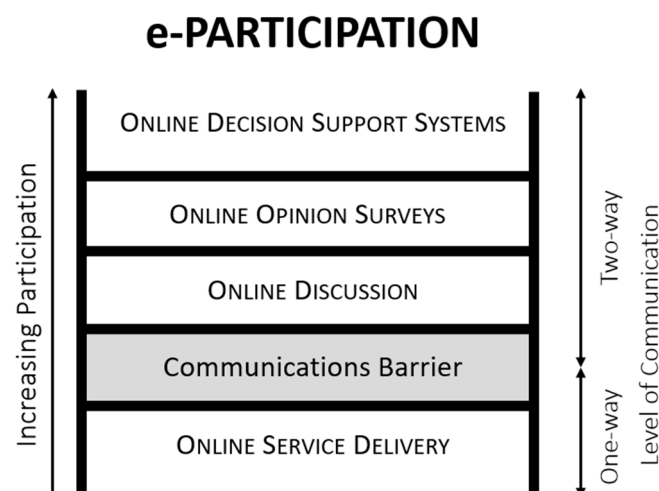 e-PARTICIPATION
ONLINE DECISION SUPPORT SYSTEMS
ONLINE OPINION SURVEYS
ONLINE DISCUSSION
Communications Barrier
ONLINE SERVICE DELIVERY
Increasing Participation
Two-way
One-way
Level of Communication